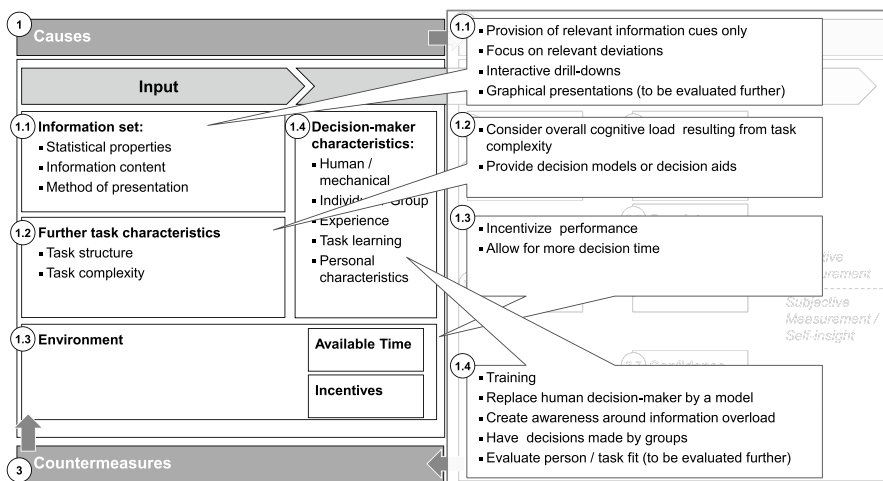 1
Causes
Input
1.1
Information set:
▪ Statistical properties
▪ Information content
▪ Method of presentation
1.2
Further task characteristics
▪ Task structure
▪ Task complexity
1.3
Environment
Available Time
Incentives
1.4
Decision-maker
characteristics:
▪ Human /
mechanical
▪ Group
▪ Experience
▪ Task learning
▪ Personal
characteristics
3
Countermeasures
1.1
▪ Provision of relevant information cues only
▪ Focus on relevant deviations
▪ Interactive drill-downs
▪ Graphical presentations (to be evaluated further)
1.2
▪ Consider overall cognitive load resulting from task
complexity
▪ Provide decision models or decision aids
1.3
▪ Incentivize performance
▪ Allow for more decision time
Subjective
Measurement /
Self-insight
1.4
▪ Training
▪ Replace human decision-maker by a model
▪ Create awareness around information overload
▪ Have decisions made by groups
▪ Evaluate person / task fit (to be evaluated further)